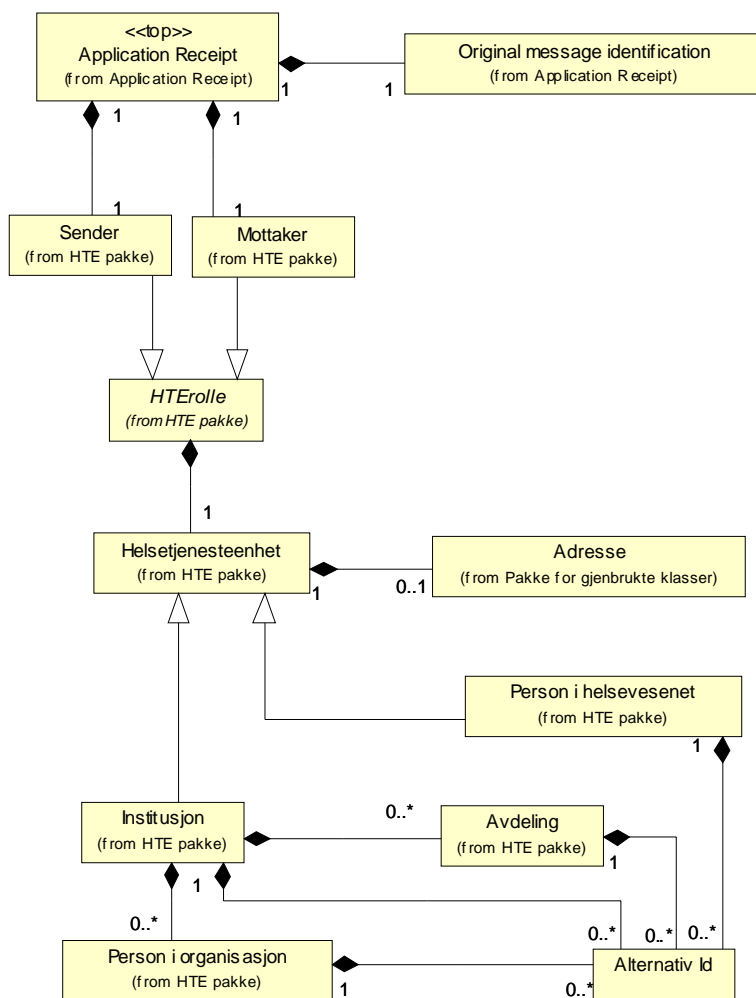 <<top>>
Application Receipt
(from Application Receipt)
Original message identification
(from Application Receipt)
1
1
1
1
1
1
Sender
(from HTE pakke)
Mottaker
(from HTE pakke)
HTErolle
(from HTE pakke)
1
Helsetjenesteenhet
(from HTE pakke)
Adresse
(from Pakke for gjenbrukte klasser)
1
0..1
Person i helsevesenet
(from HTE pakke)
1
Institusjon
(from HTE pakke)
0..*
Avdeling
(from HTE pakke)
1
1
0..*
0..*
0..*
0..*
Person i organisasjon
(from HTE pakke)
Alternativ Id
1
0..*